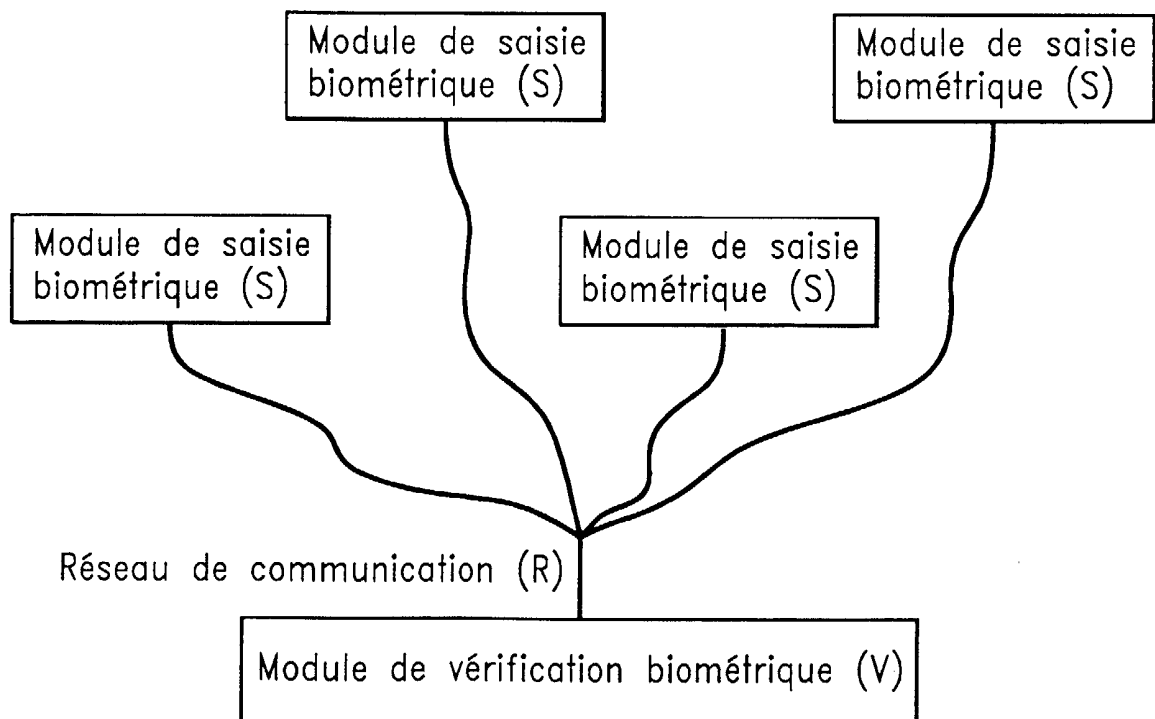 Module de saisie
biométrique (S)
Module de saisie
biométrique (S)
Module de saisie
biométrique (S)
Module de saisie
biométrique (S)
Réseau de communication (R)
Module de vérification biométrique (V)